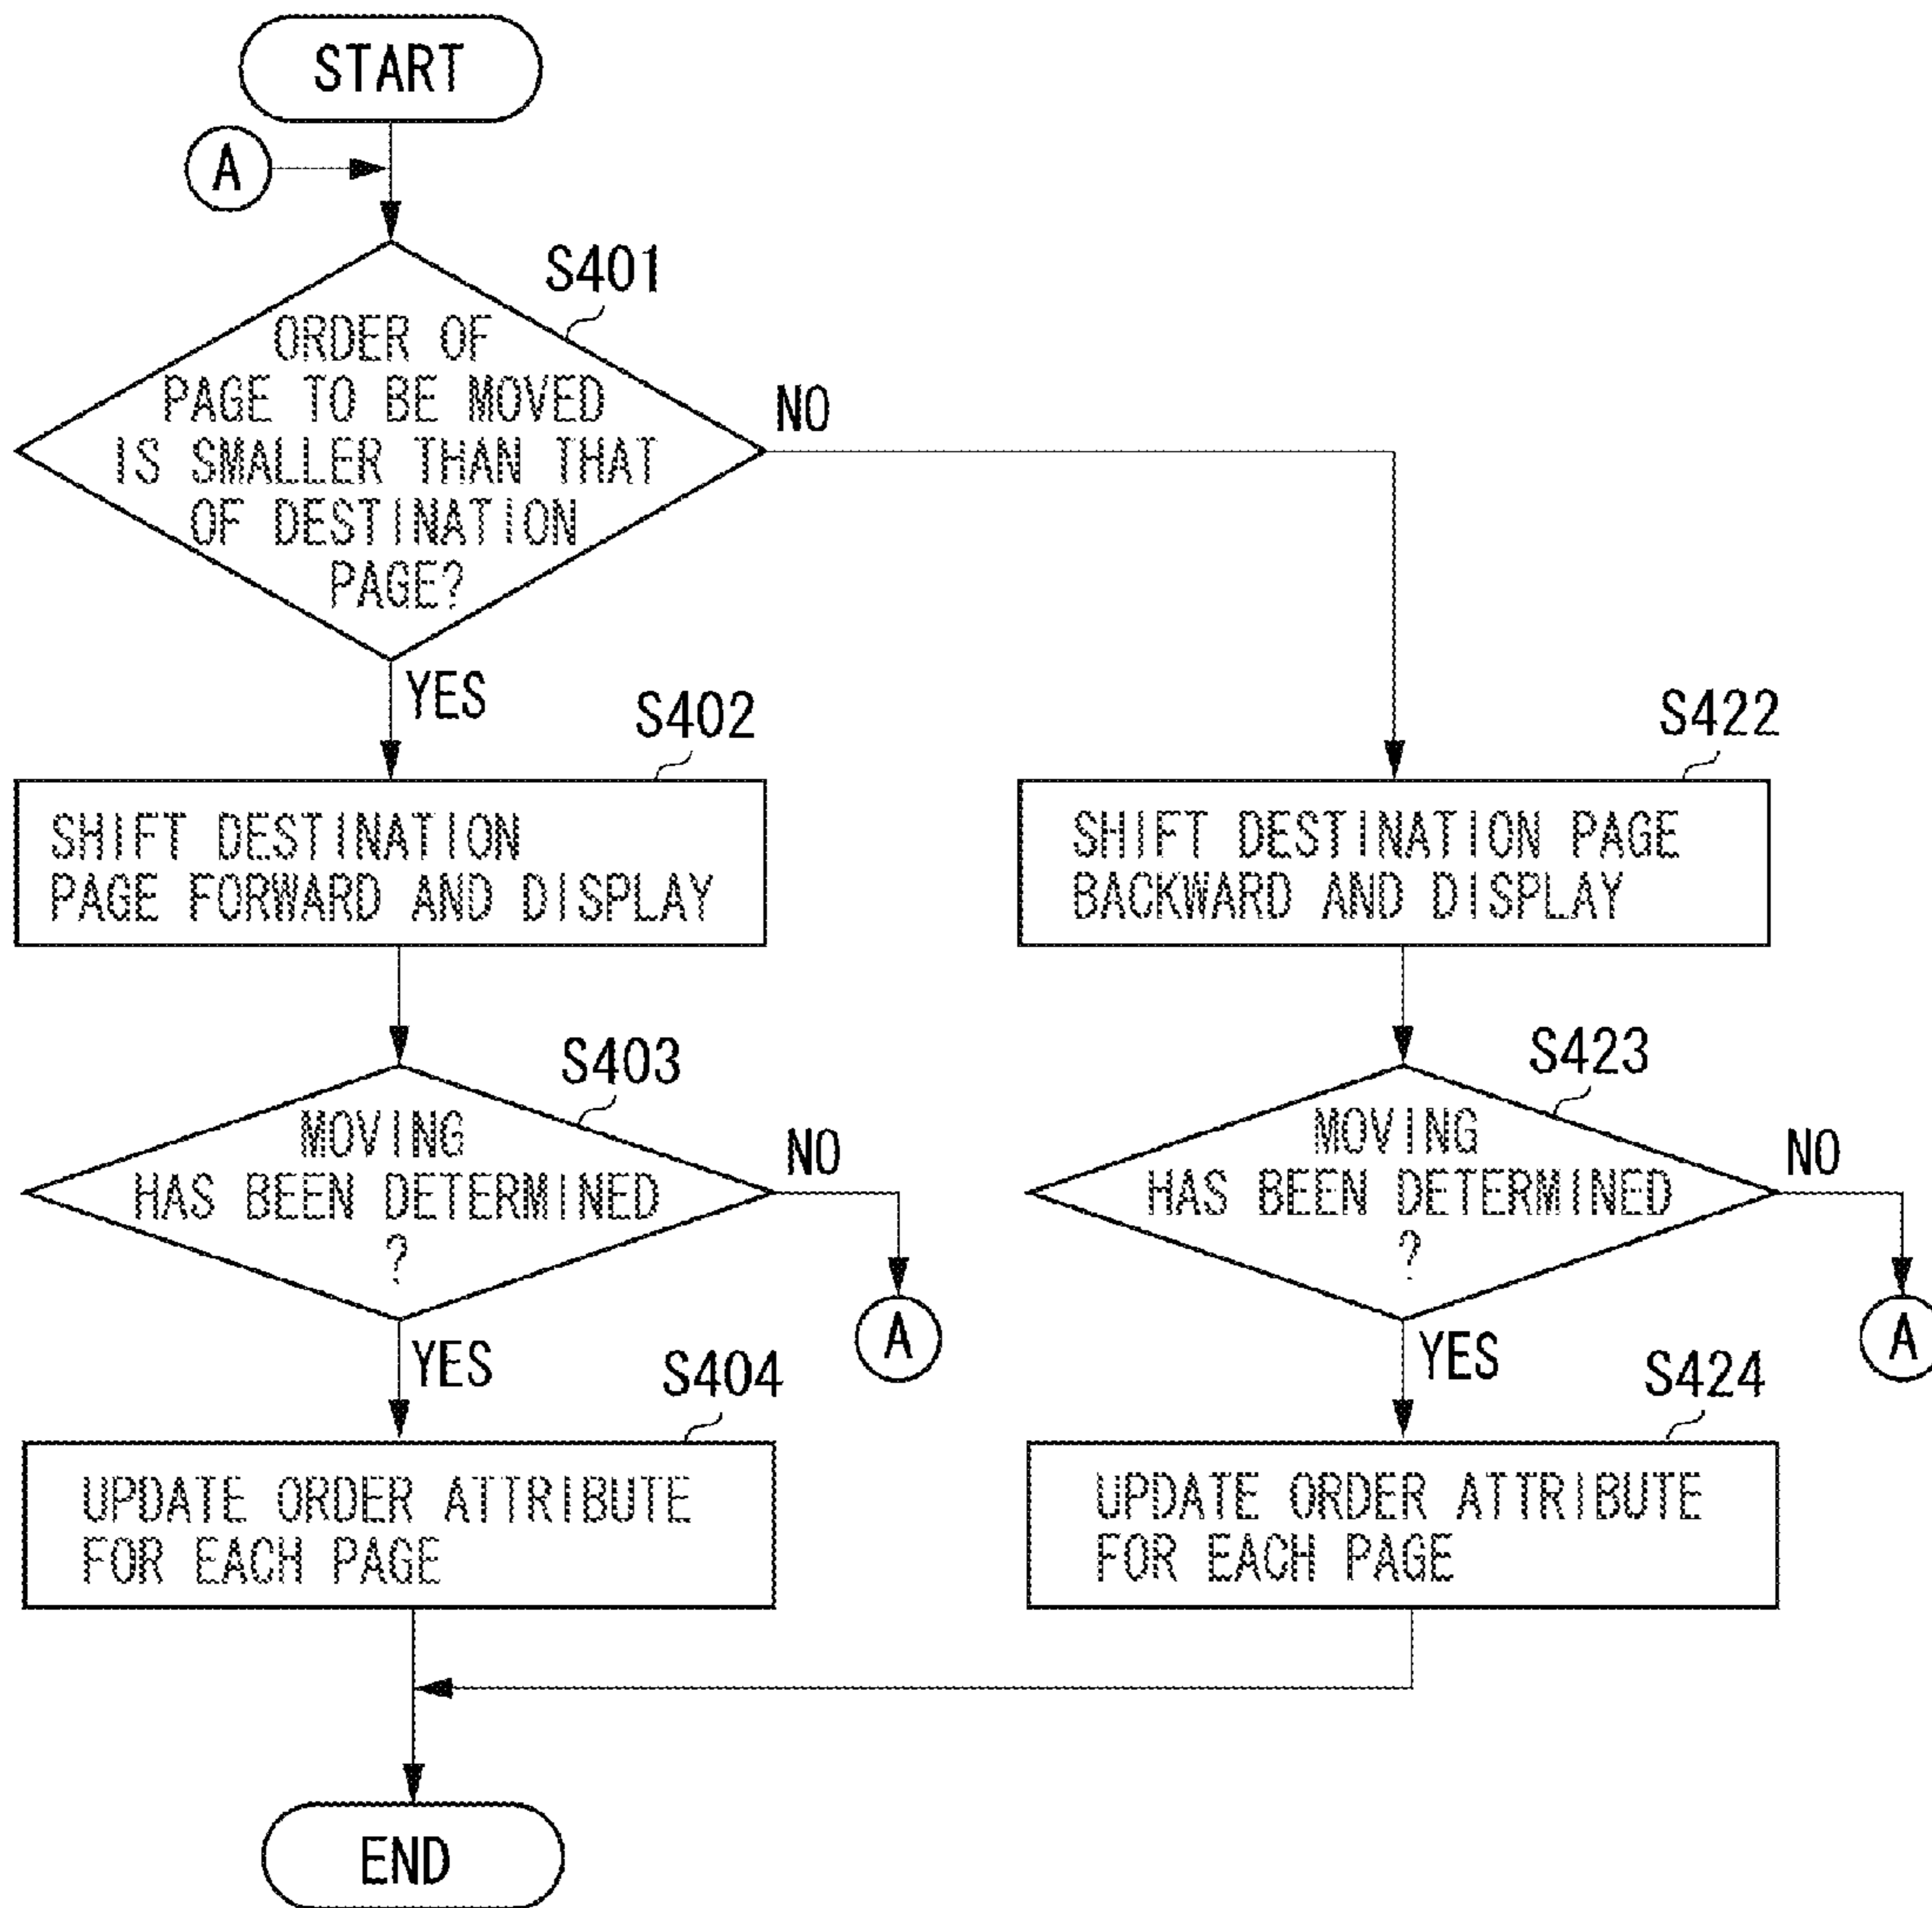 START
A
S401
ORDER OF
PAGE TO BE MOVED
IS SMALLER THAN THAT
OF DESTINATION
PAGE?
NO
YES
S402
SHIFT DESTINATION
PAGE FORWARD AND DISPLAY
S422
SHIFT DESTINATION PAGE
BACKWARD AND DISPLAY
S403
MOVING
HAS BEEN DETERMINED
?
NO
A
YES
S423
MOVING
HAS BEEN DETERMINED
?
NO
A
YES
S404
UPDATE ORDER ATTRIBUTE
FOR EACH PAGE
S424
UPDATE ORDER ATTRIBUTE
FOR EACH PAGE
END